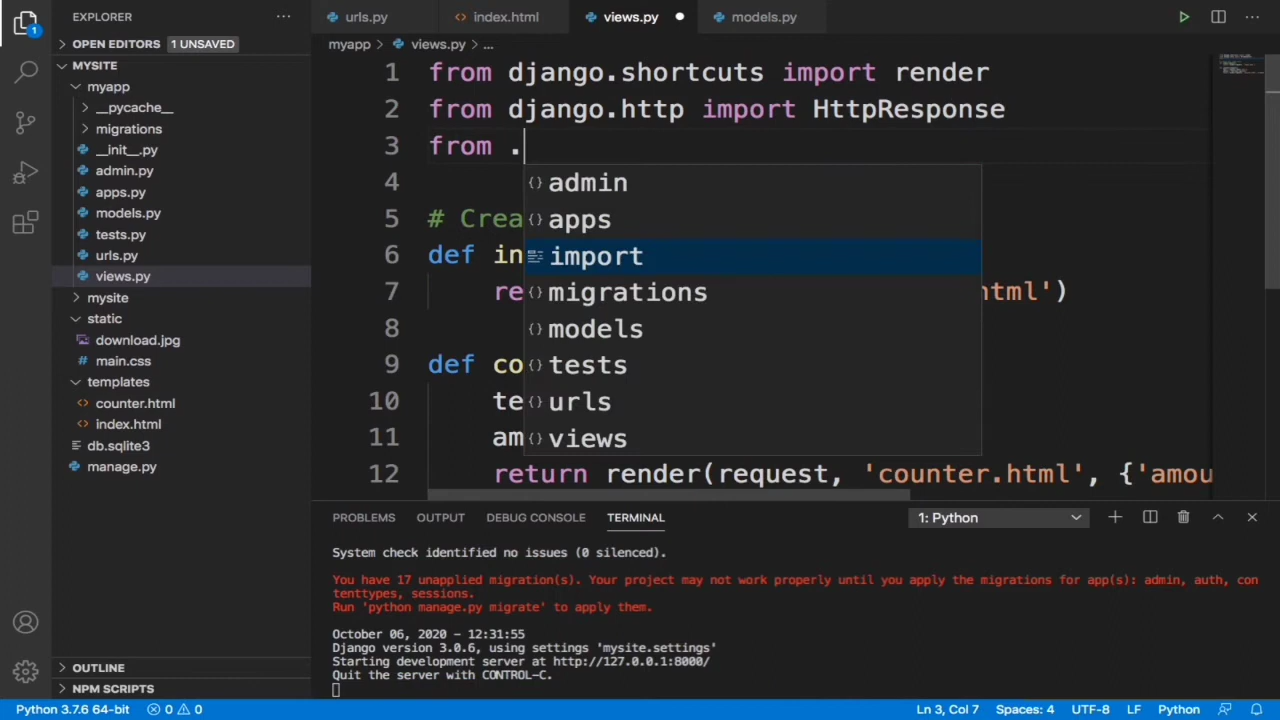 EXPLORER
urls.py
index.html
views.py
models.py
OPEN EDITORS 1 UNSAVED
myapp > views.py > ...
MYSITE
myapp
__pycache__
migrations
__init__.py
admin.py
apps.py
models.py
tests.py
urls.py
views.py
mysite
static
download.jpg
main.css
templates
counter.html
index.html
db.sqlite3
manage.py
OUTLINE
NPM SCRIPTS
1 from django.shortcuts import render
2 from django.http import HttpResponse
3 from .
4
5 # Crea
6 def in
7 re html')
8
9 def co
10 te
11 am
12 return render(request, 'counter.html', {'amou
admin
apps
import
migrations
models
tests
urls
views
PROBLEMS OUTPUT DEBUG CONSOLE TERMINAL 1: Python
System check identified no issues (0 silenced).
You have 17 unapplied migration(s). Your project may not work properly until you apply the migrations for app(s): admin, auth, con
tenttypes, sessions.
Run 'python manage.py migrate' to apply them.
October 06, 2020 - 12:31:55
Django version 3.0.6, using settings 'mysite.settings'
Starting development server at http://127.0.0.1:8000/
Quit the server with CONTROL-C.
1
Python 3.7.6 64-bit 0 0 Ln 3, Col 7 Spaces: 4 UTF-8 LF Python